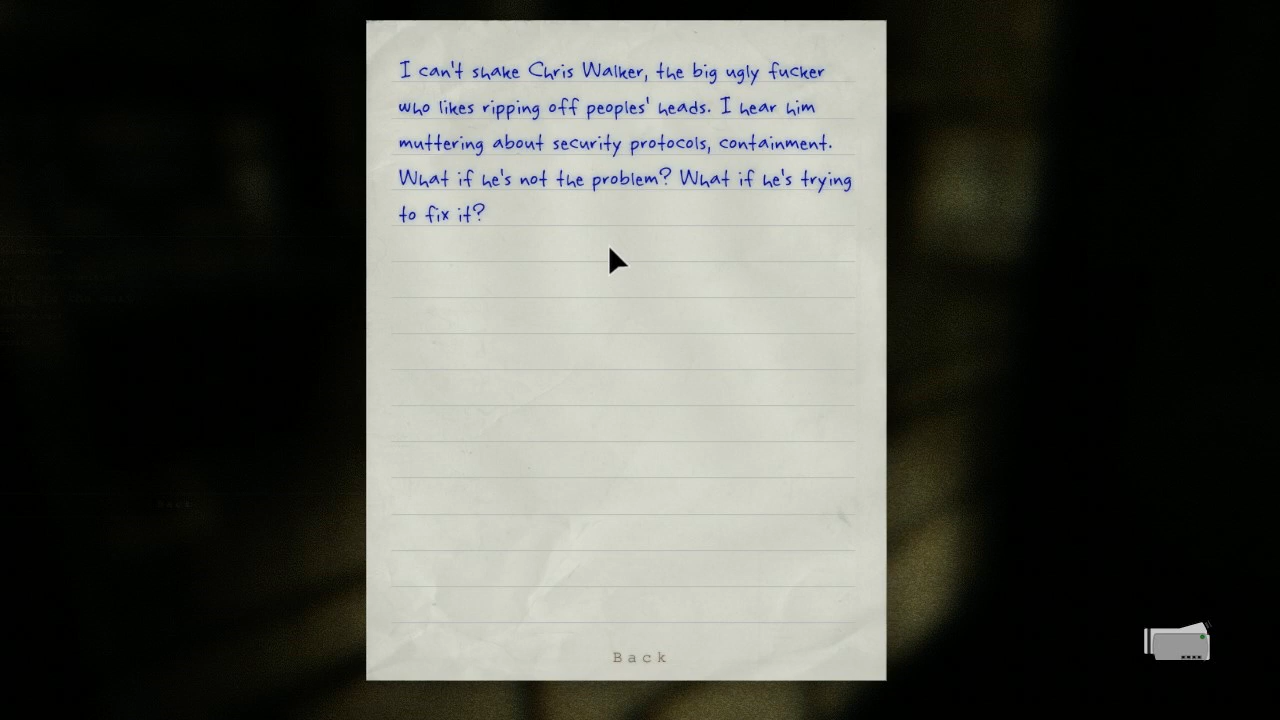 I can't shake Chris Walker, the big ugly fucker
who likes ripping off peoples' heads. I hear him
muttering about security protocols, containment.
What if he's not the problem? What if he's trying
to fix it?
Back